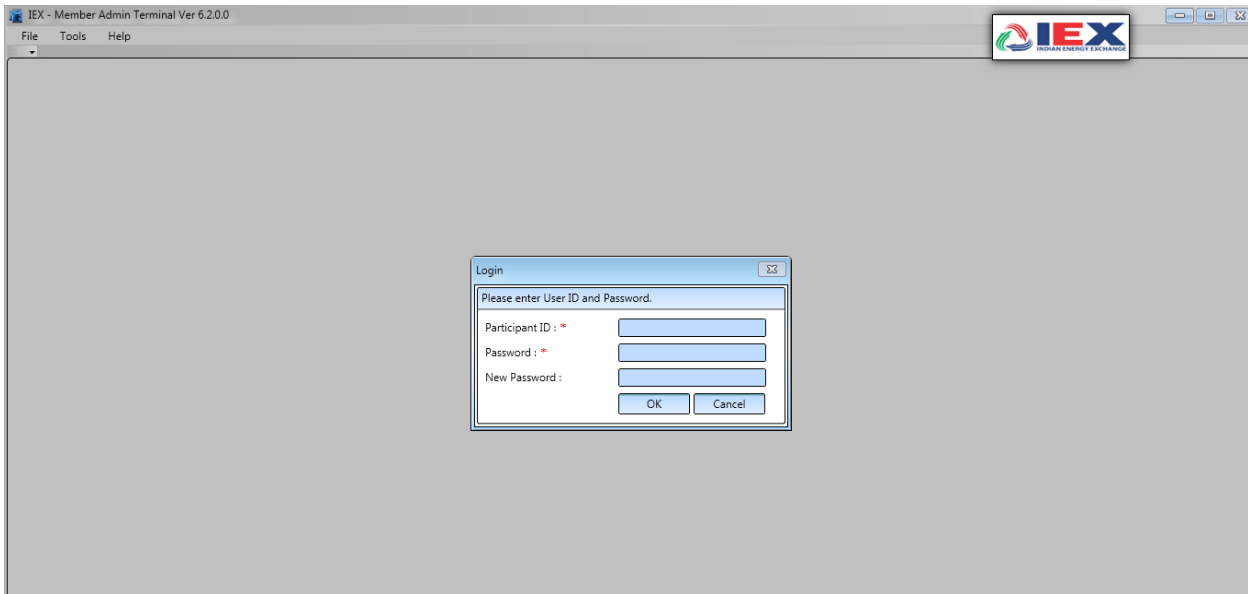 IEX - Member Admin Terminal Ver 6.2.0.0
File Tools Help
IEX
INDIAN ENERGY EXCHANGE
Login
Please enter User ID and Password.
Participant ID : *
Password : *
New Password :
OK Cancel